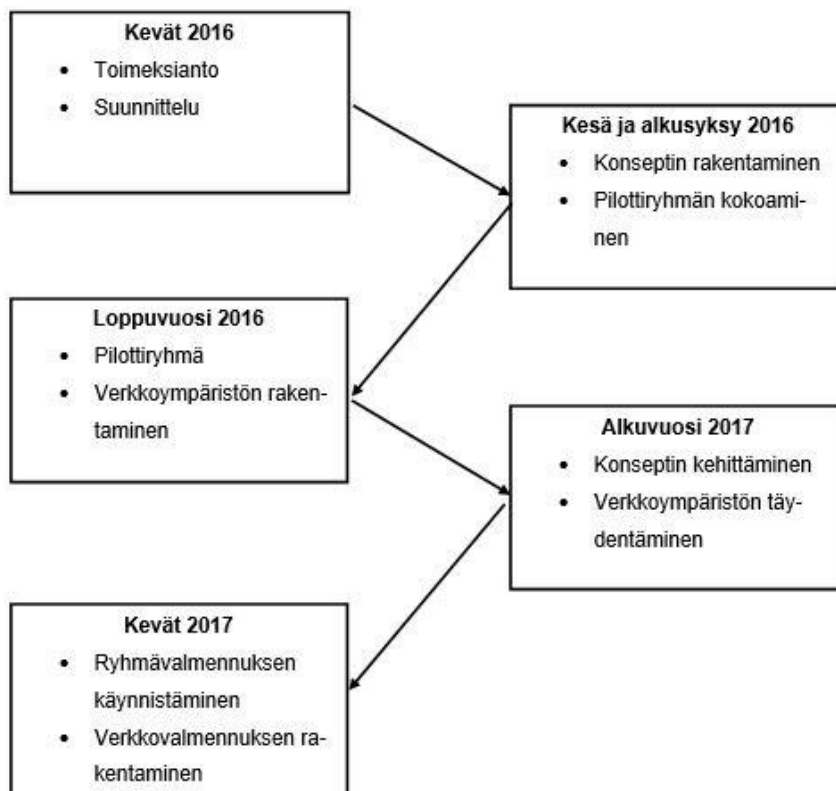 Kevät 2016
• Toimeksianto
• Suunnittelu
Kesä ja alkusyksy 2016
• Konseptin rakentaminen
• Pilottiryhmän kokoami-
nen
Loppuvuosi 2016
• Pilottiryhmä
• Verkkoympäristön raken-
taminen
Alkuvuosi 2017
• Konseptin kehittäminen
• Verkkoympäristön täy-
dentäminen
Kevät 2017
• Ryhmävalmennuksen
käynnistäminen
• Verkkovalmennuksen ra-
kentaminen